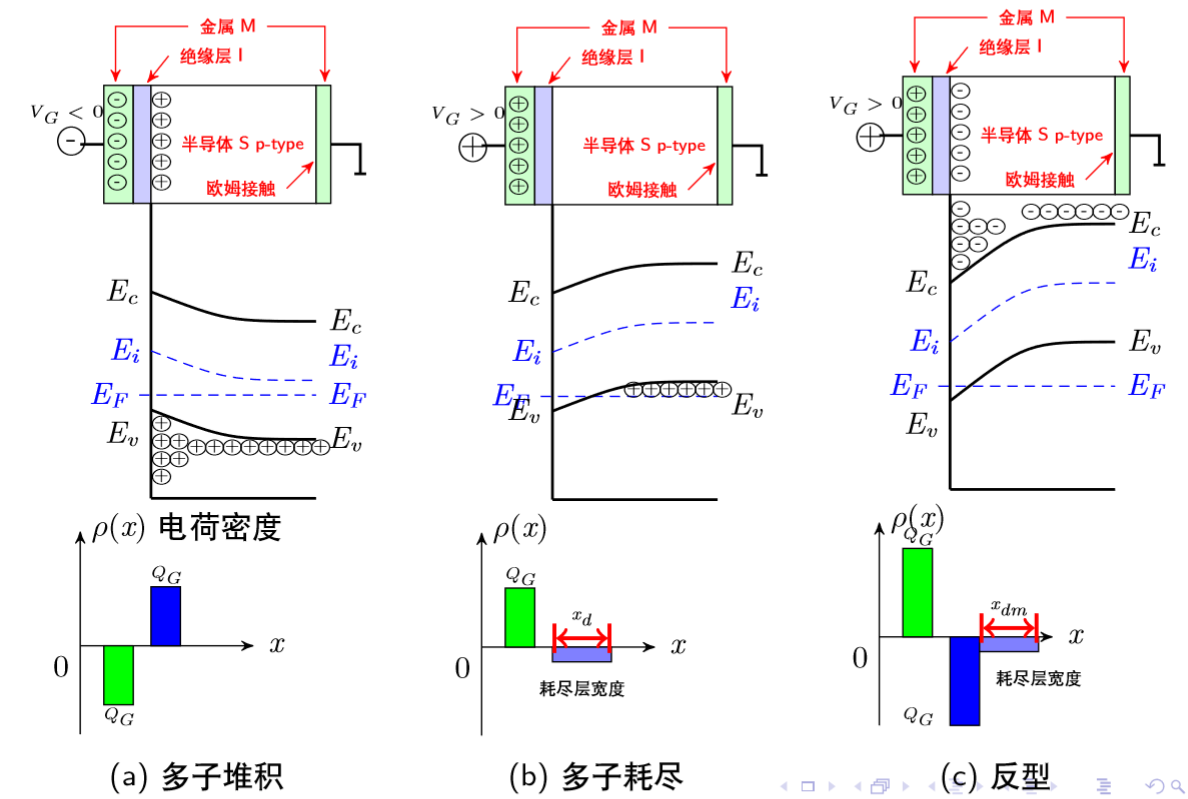 金属 M
绝缘层 I
V_G < 0
半导体 S p-type
欧姆接触
E_c
E_c
E_i
E_i
E_F
E_F
E_v
E_v
ρ(x) 电荷密度
Q_G
x
0
Q_G
(a) 多子堆积
金属 M
绝缘层 I
V_G > 0
半导体 S p-type
欧姆接触
E_c
E_c
E_i
E_i
E_F
E_v
E_v
ρ(x)
Q_G
x_d
x
0
耗尽层宽度
(b) 多子耗尽
金属 M
绝缘层 I
V_G > 0
半导体 S p-type
欧姆接触
E_c
E_i
E_c
E_i
E_v
E_F
E_F
E_v
ρ(x)
Q_G
x_dm
x
0
耗尽层宽度
Q_G
(c) 反型